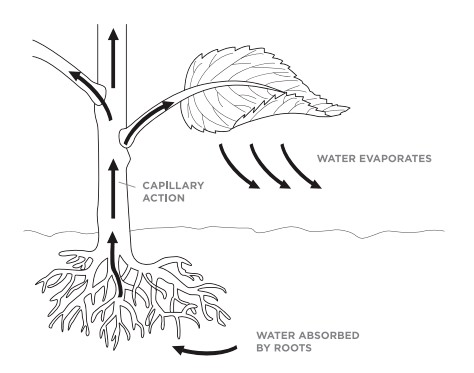 WATER EVAPORATES
CAPILLARY
ACTION
WATER ABSORBED
BY ROOTS